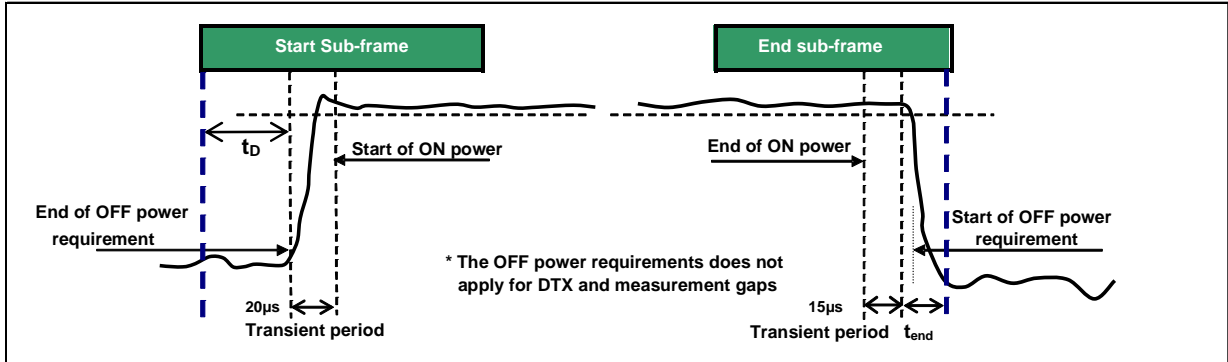 Start Sub-frame
End sub-frame
tD
Start of ON power
End of ON power
End of OFF power
requirement
Start of OFF power
requirement
* The OFF power requirements does not
apply for DTX and measurement gaps
20µs
Transient period
15µs
Transient period
tend